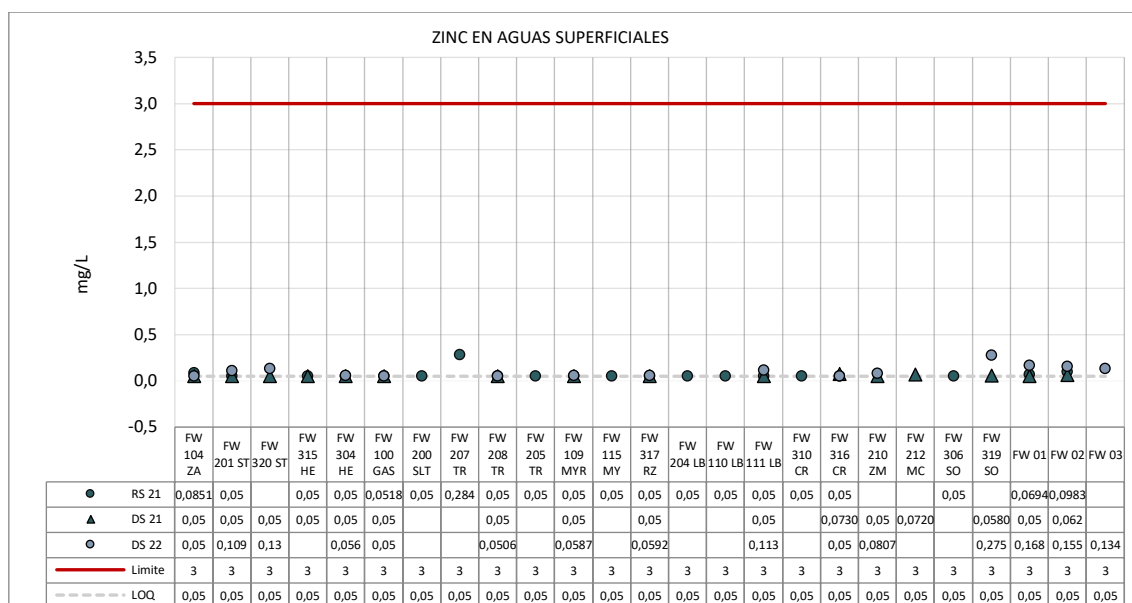 ZINC EN AGUAS SUPERFICIALES
3,5
3,0
2,5
2,0
1,5
1,0
0,5
0,0
-0,5
mg/L
FW
104
ZA
FW
201 ST
FW
320 ST
FW
315
HE
FW
304
HE
FW
100
GAS
FW
200
SLT
FW
207
TR
FW
208
TR
FW
205
TR
FW
109
MYR
FW
115
MY
FW
317
RZ
FW
204 LB
FW
110 LB
FW
111 LB
FW
310
CR
FW
316
CR
FW
210
ZM
FW
212
MC
FW
306
SO
FW
319
SO
FW 01
FW 02
FW 03
RS 21 0,0851 0,05 0,05 0,05 0,0518 0,05 0,284 0,05 0,05 0,05 0,05 0,05 0,05 0,05 0,05 0,05 0,05 0,05 0,0694 0,0983
DS 21 0,05 0,05 0,05 0,05 0,05 0,05 0,05 0,05 0,05 0,05 0,0730 0,05 0,0720 0,0580 0,05 0,062
DS 22 0,05 0,109 0,13 0,056 0,05 0,0506 0,0587 0,0592 0,113 0,05 0,0807 0,275 0,168 0,155 0,134
Limite 3 3 3 3 3 3 3 3 3 3 3 3 3 3 3 3 3 3 3 3 3 3 3 3 3
LOQ 0,05 0,05 0,05 0,05 0,05 0,05 0,05 0,05 0,05 0,05 0,05 0,05 0,05 0,05 0,05 0,05 0,05 0,05 0,05 0,05 0,05 0,05 0,05 0,05 0,05